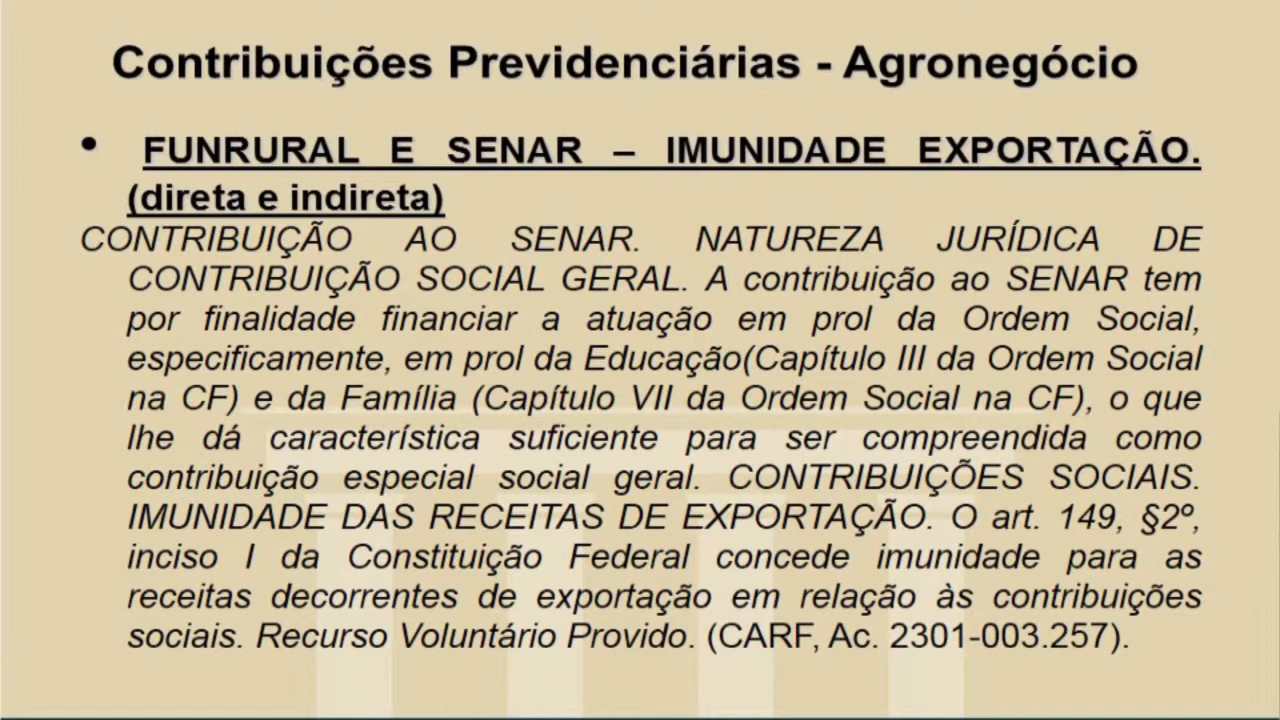 Contribuições Previdenciárias - Agronegócio
• FUNRURAL E SENAR – IMUNIDADE EXPORTAÇÃO.
(direta e indireta)
CONTRIBUIÇÃO AO SENAR. NATUREZA JURÍDICA DE
CONTRIBUIÇÃO SOCIAL GERAL. A contribuição ao SENAR tem
por finalidade financiar a atuação em prol da Ordem Social,
especificamente, em prol da Educação(Capítulo III da Ordem Social
na CF) e da Família (Capítulo VII da Ordem Social na CF), o que
lhe dá característica suficiente para ser compreendida como
contribuição especial social geral. CONTRIBUIÇÕES SOCIAIS.
IMUNIDADE DAS RECEITAS DE EXPORTAÇÃO. O art. 149, §2º,
inciso I da Constituição Federal concede imunidade para as
receitas decorrentes de exportação em relação às contribuições
sociais. Recurso Voluntário Provido. (CARF, Ac. 2301-003.257).